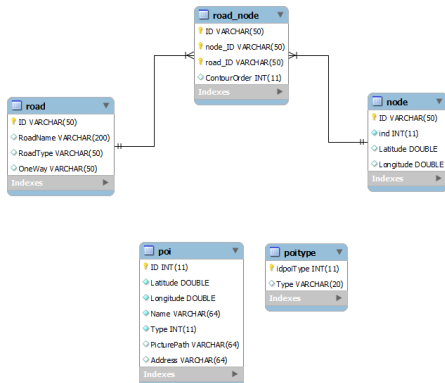 road_node
ID VARCHAR(50)
node_ID VARCHAR(50)
road_ID VARCHAR(50)
ContourOrder INT(11)
Indexes
road
ID VARCHAR(50)
RoadName VARCHAR(200)
RoadType VARCHAR(50)
OneWay VARCHAR(50)
Indexes
node
ID VARCHAR(50)
ind INT(11)
Latitude DOUBLE
Longitude DOUBLE
Indexes
poi
ID INT(11)
Latitude DOUBLE
Longitude DOUBLE
Name VARCHAR(64)
Type INT(11)
PicturePath VARCHAR(64)
Address VARCHAR(64)
Indexes
poitype
idpoiType INT(11)
Type VARCHAR(20)
Indexes